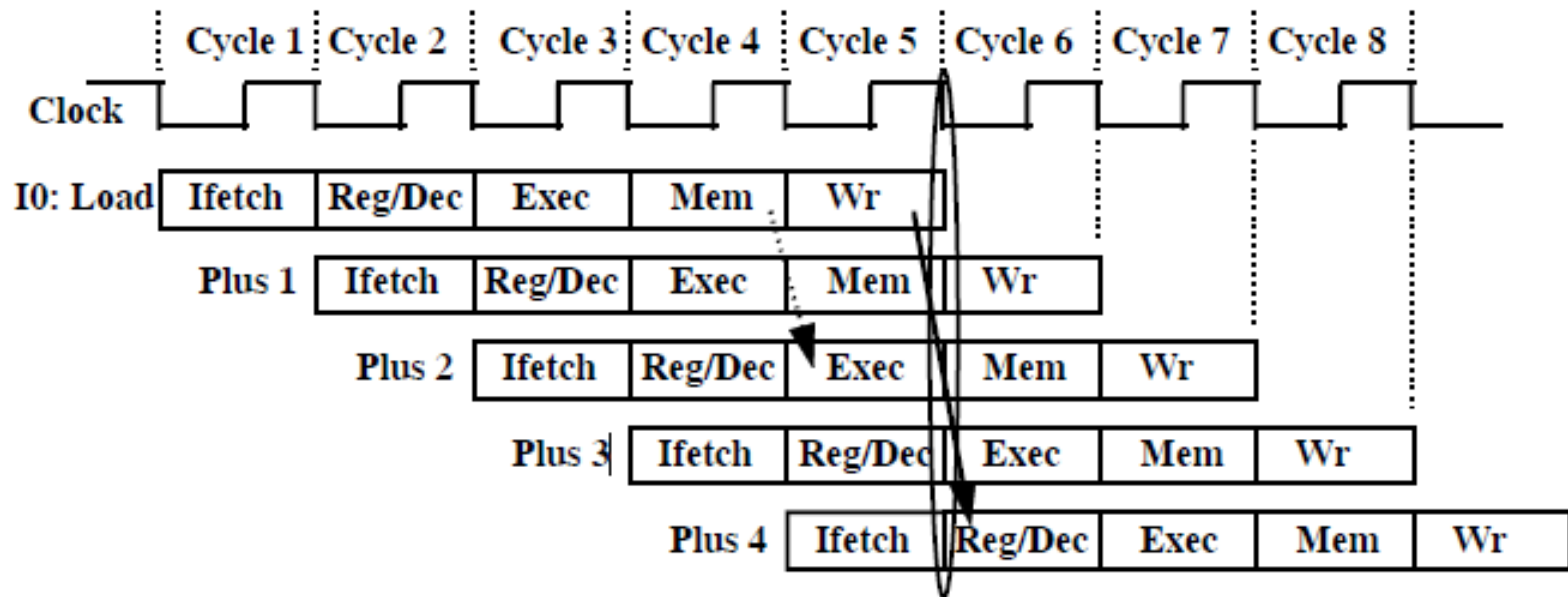 Cycle 1 Cycle 2 Cycle 3 Cycle 4 Cycle 5 Cycle 6 Cycle 7 Cycle 8
Clock
I0: Load Ifetch Reg/Dec Exec Mem Wr
Plus 1 Ifetch Reg/Dec Exec Mem Wr
Plus 2 Ifetch Reg/Dec Exec Mem Wr
Plus 3 Ifetch Reg/Dec Exec Mem Wr
Plus 4 Ifetch Reg/Dec Exec Mem Wr